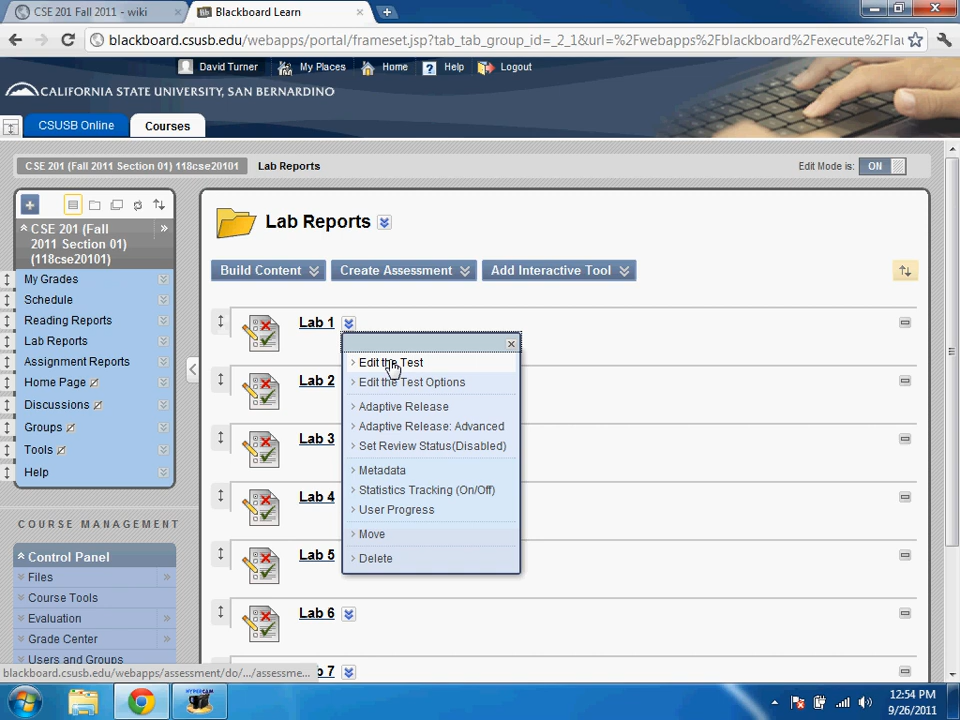 CSE 201 Fall 2011 - wiki
Blackboard Learn
blackboard.csusb.edu/webapps/portal/frameset.jsp?tab_tab_group_id=_2_1&url=%2Fwebapps%2Fblackboard%2Fexecute%2Flau
David Turner
My Places
Home
Help
Logout
CALIFORNIA STATE UNIVERSITY, SAN BERNARDINO
CSUSB Online
Courses
CSE 201 (Fall 2011 Section 01) 118cse20101
Lab Reports
Edit Mode is:
ON
CSE 201 (Fall
2011 Section 01)
(118cse20101)
My Grades
Schedule
Reading Reports
Lab Reports
Assignment Reports
Home Page
Discussions
Groups
Tools
Help
COURSE MANAGEMENT
Control Panel
Files
Course Tools
Evaluation
Grade Center
Users and Groups
Lab Reports
Build Content
Create Assessment
Add Interactive Tool
Lab 1
Edit the Test
Edit the Test Options
Adaptive Release
Adaptive Release: Advanced
Set Review Status(Disabled)
Metadata
Statistics Tracking (On/Off)
User Progress
Move
Delete
Lab 2
Lab 3
Lab 4
Lab 5
Lab 6
7
blackboard.csusb.edu/webapps/assessment/do/.../assessme...
HYPERCAM
12:54 PM
9/26/2011